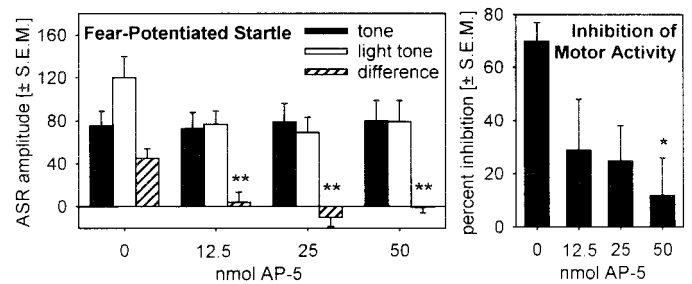 Fear-Potentiated Startle
tone
light tone
difference
ASR amplitude [± S.E.M.]
160
120
80
40
0
**
**
**
0
12.5
25
50
nmol AP-5
Inhibition of
Motor Activity
percent inhibition [± S.E.M.]
80
60
40
20
0
*
0
12.5
25
50
nmol AP-5